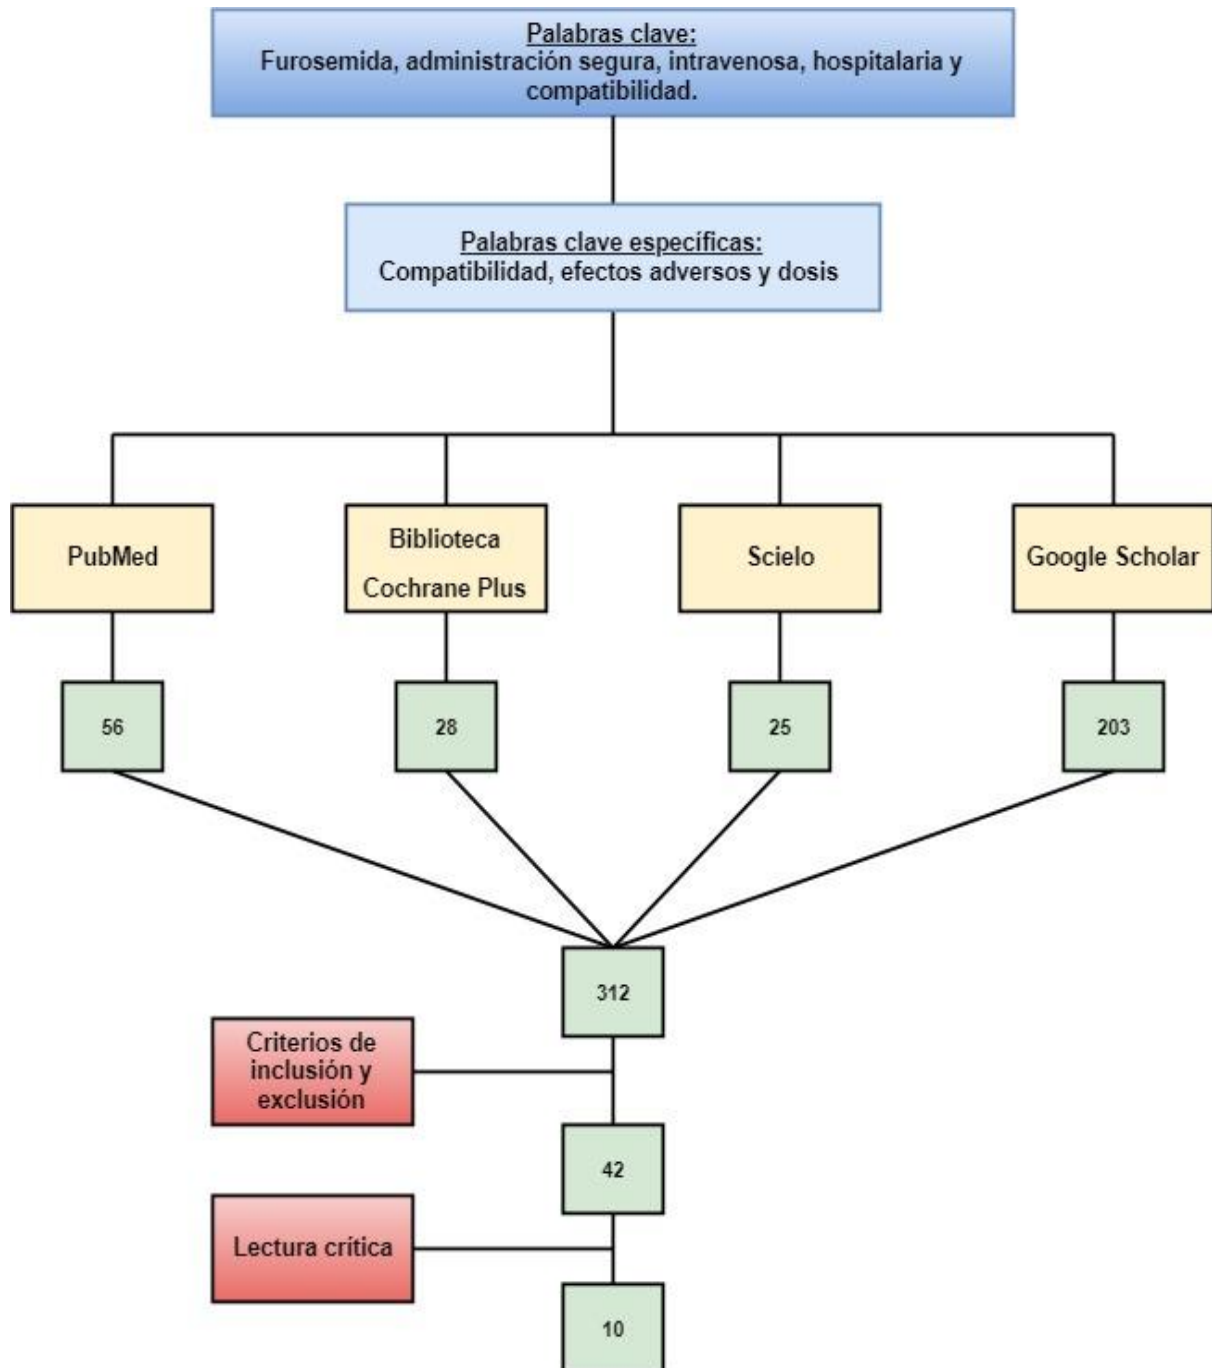 Palabras clave:
Furosemida, administración segura, intravenosa, hospitalaria y
compatibilidad.
Palabras clave específicas:
Compatibilidad, efectos adversos y dosis
PubMed
Biblioteca
Cochrane Plus
Scielo
Google Scholar
56
28
25
203
312
Criterios de
inclusión y
exclusión
42
Lectura crítica
10